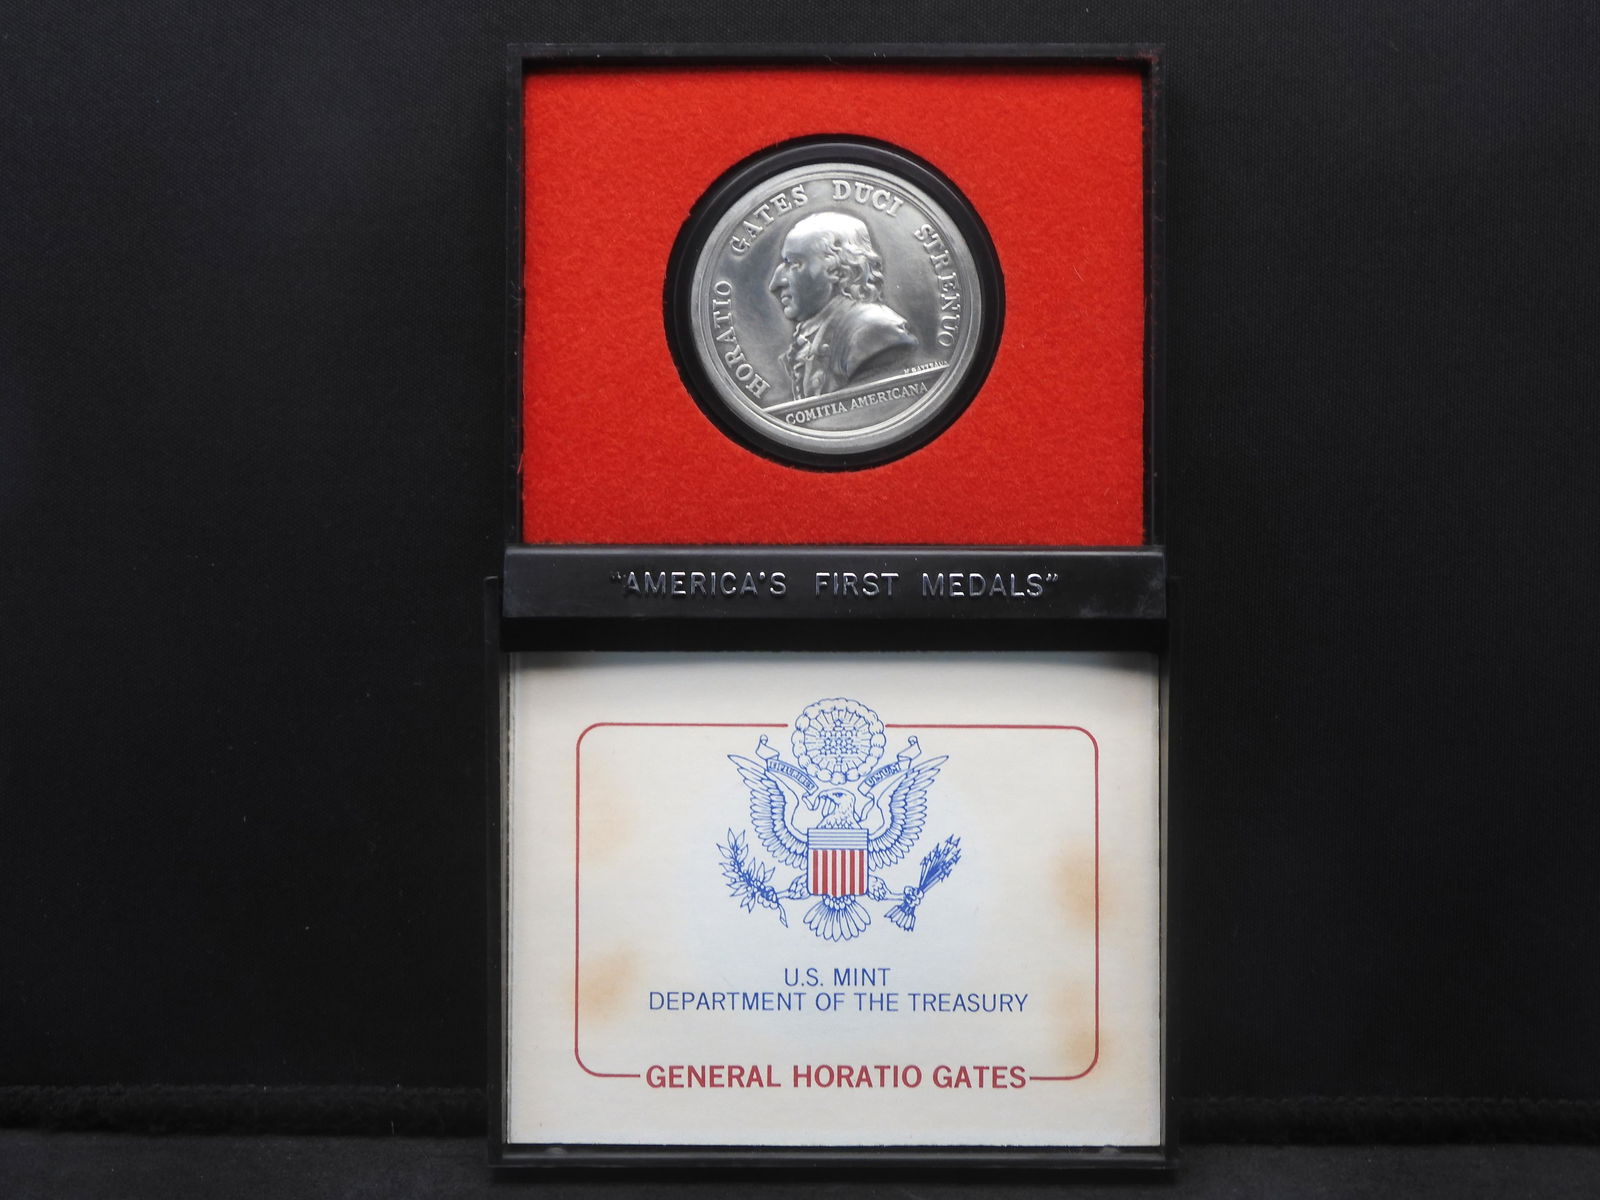 HORATIO GATES DUCI STRENUO
N. GATTEAUX
COMITIA AMERICANA
"AMERICA'S FIRST MEDALS"
U.S. MINT
DEPARTMENT OF THE TREASURY
GENERAL HORATIO GATES